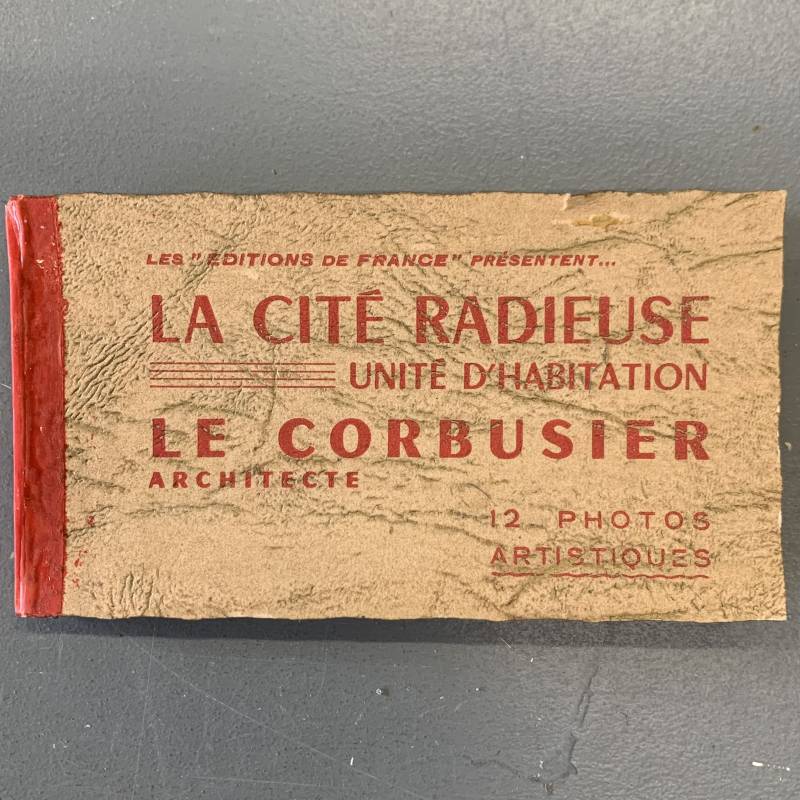 LES "EDITIONS DE FRANCE" PRÉSENTENT...
LA CITÉ RADIEUSE
UNITÉ D'HABITATION
LE CORBUSIER
ARCHITECTE
12 PHOTOS
ARTISTIQUES